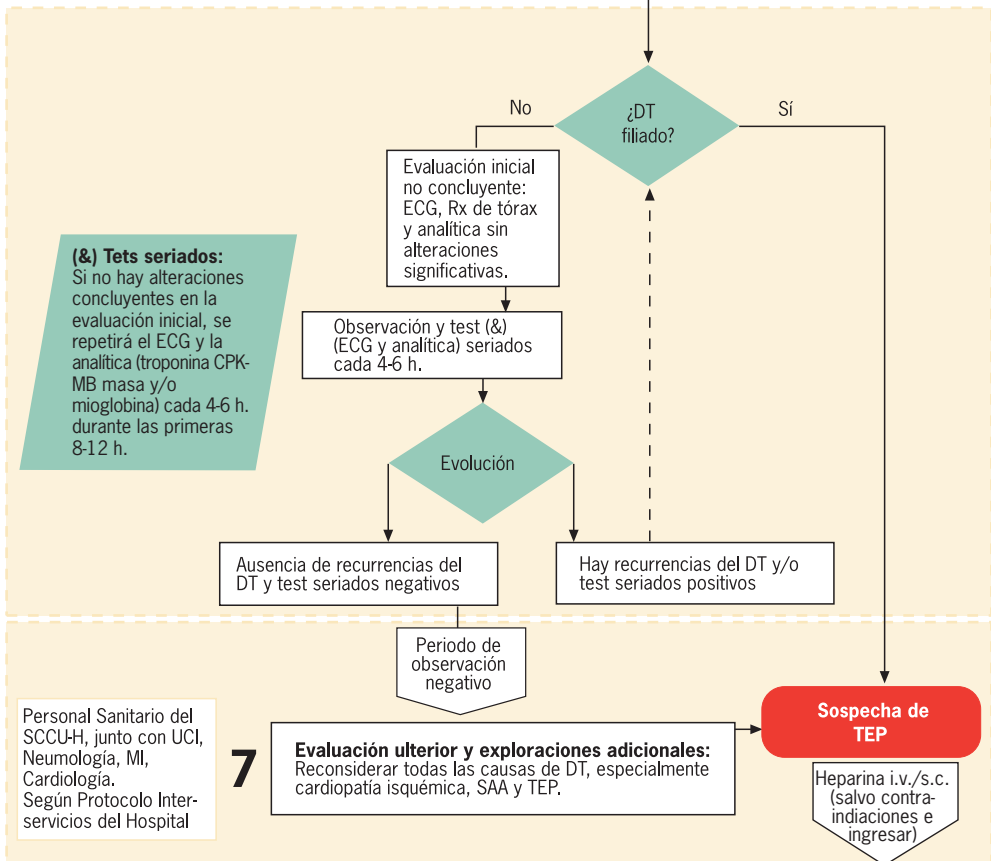 No
¿DT
filiado?
Sí
Evaluación inicial
no concluyente:
ECG, Rx de tórax
y analítica sin
alteraciones
significativas.
(&) Tets seriados:
Si no hay alteraciones
concluyentes en la
evaluación inicial, se
repetirá el ECG y la
analítica (troponina CPK-
MB masa y/o
mioglobina) cada 4-6 h.
durante las primeras
8-12 h.
Observación y test (&)
(ECG y analítica) seriados
cada 4-6 h.
Evolución
Ausencia de recurrencias del
DT y test seriados negativos
Hay recurrencias del DT y/o
test seriados positivos
Periodo de
observación
negativo
Personal Sanitario del
SCCU-H, junto con UCI,
Neumología, MI,
Cardiología.
Según Protocolo Inter-
servicios del Hospital
7
Evaluación ulterior y exploraciones adicionales:
Reconsiderar todas las causas de DT, especialmente
cardiopatía isquémica, SAA y TEP.
Sospecha de
TEP
Heparina i.v./s.c.
(salvo contra-
indiaciones e
ingresar)